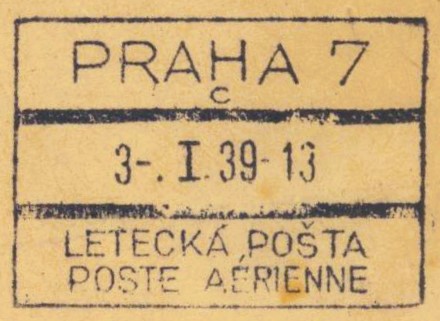 PRAHA 7
c
3-. I. 39-13
LETECKÁ POŠTA
POSTE AÉRIENNE